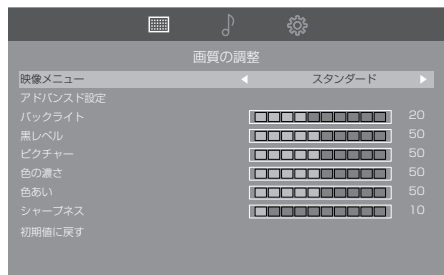 画質の調整
映像メニュー スタンダード
アドバンスド設定
バックライト 20
黒レベル 50
ピクチャー 50
色の濃さ 50
色あい 50
シャープネス 10
初期値に戻す